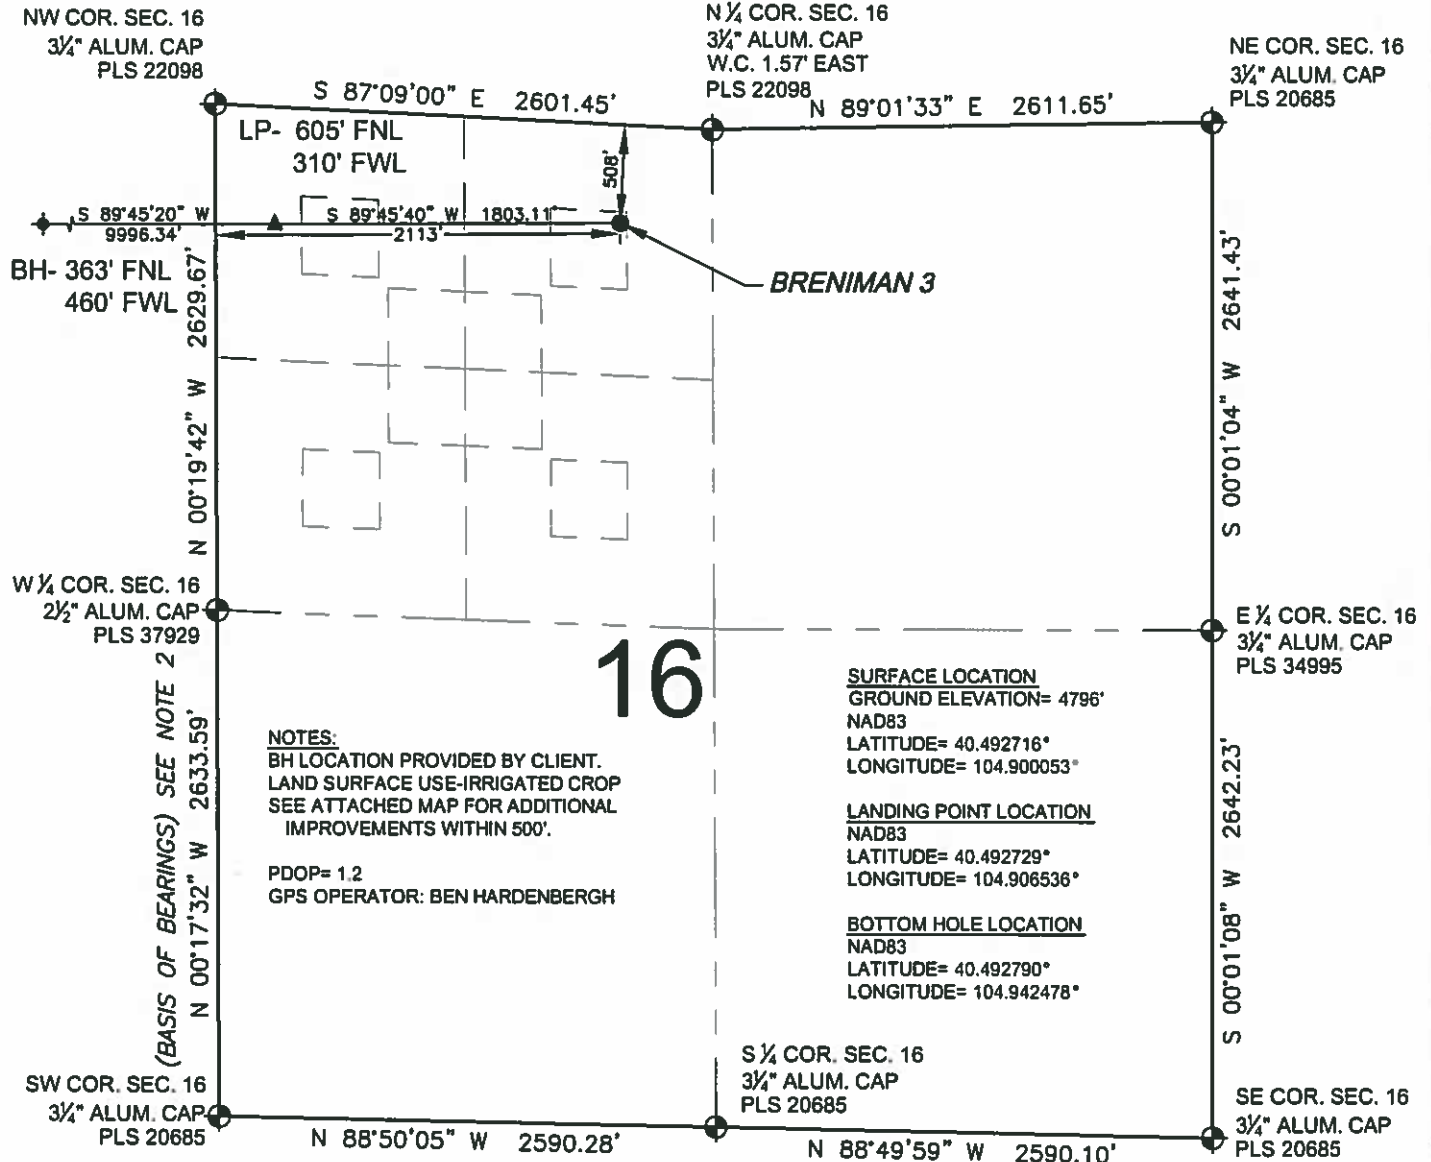 NW COR. SEC. 16
3¼" ALUM. CAP
PLS 22098
N ¼ COR. SEC. 16
3¼" ALUM. CAP
W.C. 1.57' EAST
PLS 22098
NE COR. SEC. 16
3¼" ALUM. CAP
PLS 20685
S 87°09'00" E 2601.45'
N 89°01'33" E 2611.65'
LP- 605' FNL
310' FWL
508'
S 89°45'20" W
9996.34'
S 89°45'40" W 1803.11'
2113'
BH- 363' FNL
460' FWL
BRENIMAN 3
N 00°19'42" W 2629.67'
S 00°01'04" W 2641.43'
W ¼ COR. SEC. 16
2½" ALUM. CAP
PLS 37929
E ¼ COR. SEC. 16
3¼" ALUM. CAP
PLS 34995
16
(BASIS OF BEARINGS) SEE NOTE 2
N 00°17'32" W 2633.59'
NOTES:
BH LOCATION PROVIDED BY CLIENT.
LAND SURFACE USE-IRRIGATED CROP
SEE ATTACHED MAP FOR ADDITIONAL
IMPROVEMENTS WITHIN 500'.
PDOP= 1.2
GPS OPERATOR: BEN HARDENBERGH
SURFACE LOCATION
GROUND ELEVATION= 4796'
NAD83
LATITUDE= 40.492716°
LONGITUDE= 104.900053°
LANDING POINT LOCATION
NAD83
LATITUDE= 40.492729°
LONGITUDE= 104.906536°
BOTTOM HOLE LOCATION
NAD83
LATITUDE= 40.492790°
LONGITUDE= 104.942478°
S 00°01'08" W 2642.23'
SW COR. SEC. 16
3¼" ALUM. CAP
PLS 20685
S ¼ COR. SEC. 16
3¼" ALUM. CAP
PLS 20685
SE COR. SEC. 16
3¼" ALUM. CAP
PLS 20685
N 88°50'05" W 2590.28'
N 88°49'59" W 2590.10'